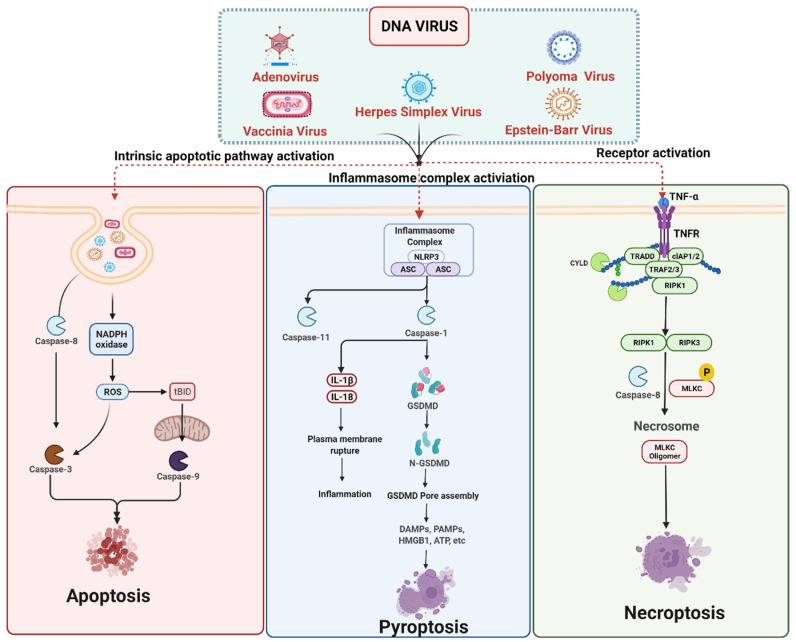 DNA VIRUS
Adenovirus
Polyoma Virus
Herpes Simplex Virus
Vaccinia Virus
Epstein-Barr Virus
Intrinsic apoptotic pathway activation
Receptor activation
Inflammasome complex activiation
Caspase-8
NADPH
oxidase
ROS
tBID
Caspase-3
Caspase-9
Apoptosis
Inflammasome
Complex
NLRP3
ASC
ASC
Caspase-11
Caspase-1
IL-1β
IL-18
GSDMD
Plasma membrane
rupture
N-GSDMD
Inflammation
GSDMD Pore assembly
DAMPs, PAMPs,
HMGB1, ATP, etc
Pyroptosis
TNF-α
TNFR
CYLD
TRADD
cIAP1/2
TRAF2/3
RIPK1
RIPK1
RIPK3
P
Caspase-8
MLKC
Necrosome
MLKC
Oligomer
Necroptosis